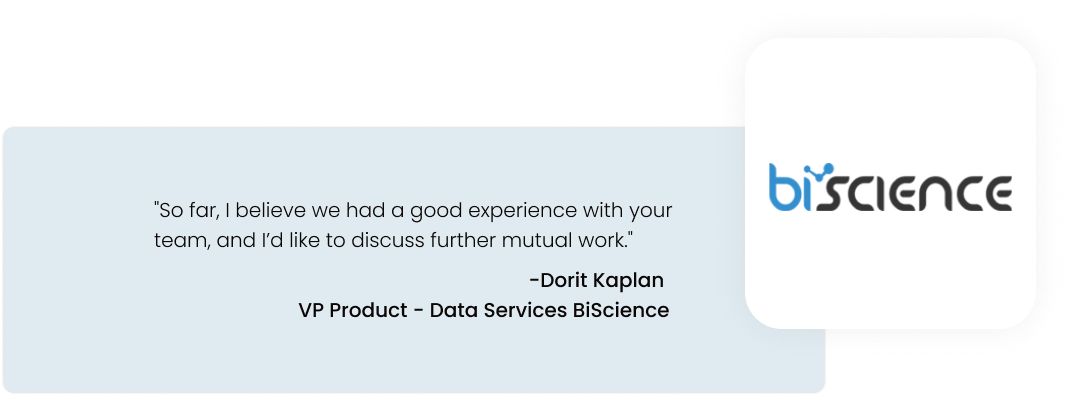 "So far, I believe we had a good experience with your
team, and I’d like to discuss further mutual work."
-Dorit Kaplan
VP Product - Data Services BiScience
biSCIENCE